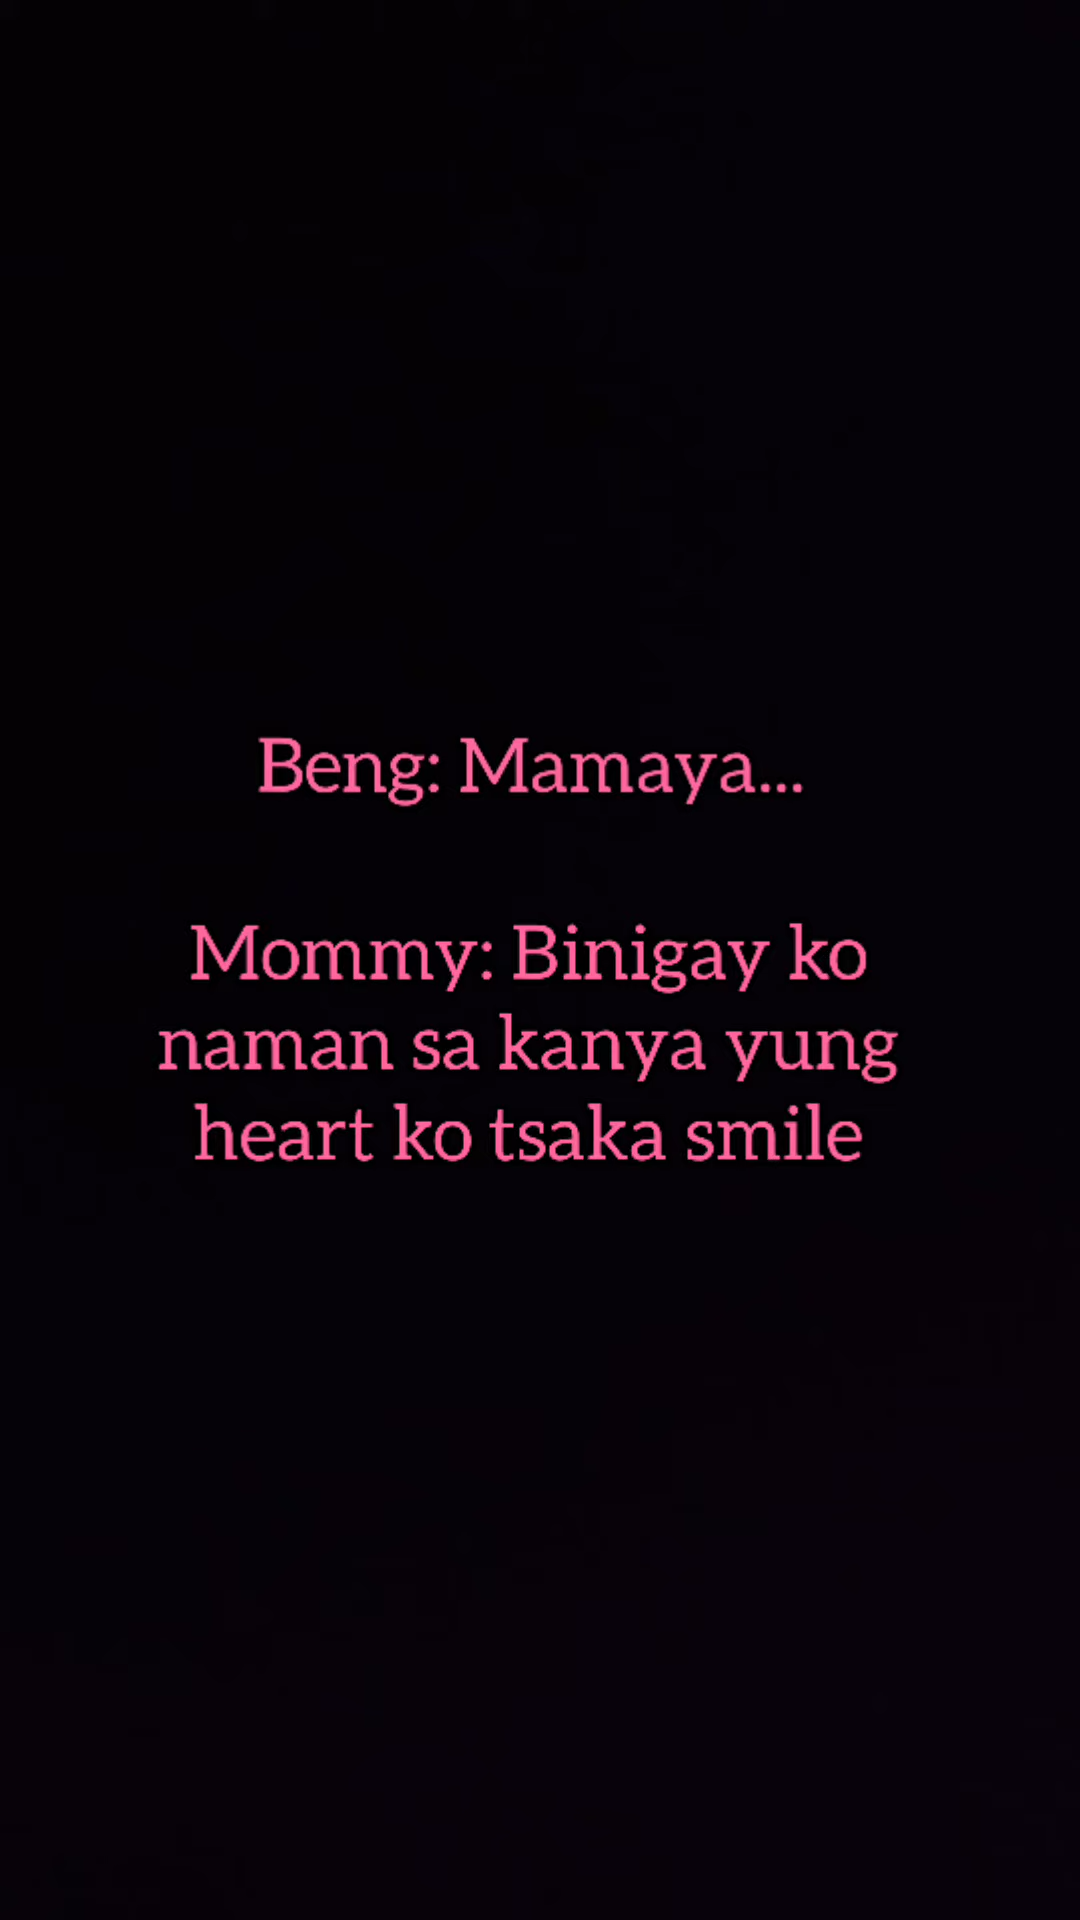 Beng: Mamaya...
Mommy: Binigay ko
naman sa kanya yung
heart ko tsaka smile